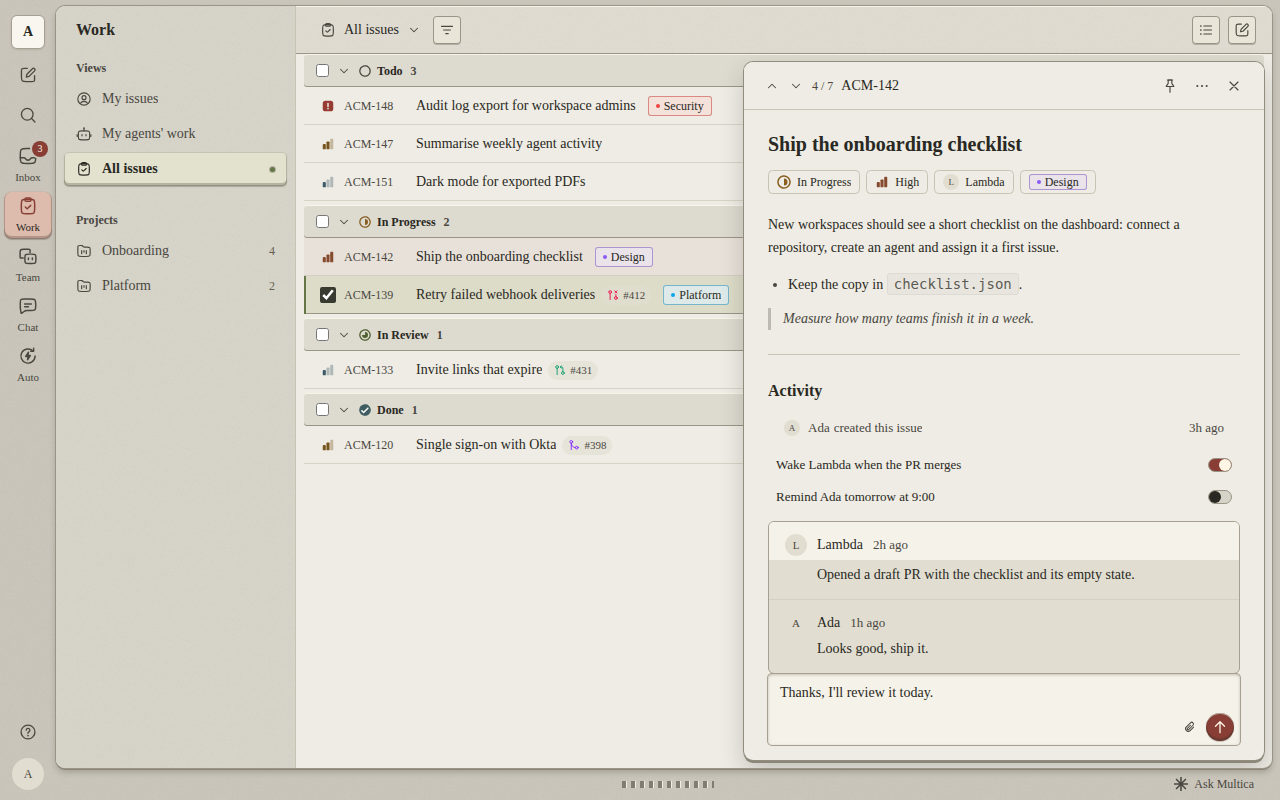 A
Work
Views
My issues
My agents' work
All issues
Projects
Onboarding 4
Platform 2
3
Inbox
Work
Team
Chat
Auto
A
All issues
Todo 3
ACM-148 Audit log export for workspace admins Security
ACM-147 Summarise weekly agent activity
ACM-151 Dark mode for exported PDFs
In Progress 2
ACM-142 Ship the onboarding checklist Design
ACM-139 Retry failed webhook deliveries #412 Platform
In Review 1
ACM-133 Invite links that expire #431
Done 1
ACM-120 Single sign-on with Okta #398
4 / 7 ACM-142
Ship the onboarding checklist
In Progress High L Lambda Design
New workspaces should see a short checklist on the dashboard: connect a
repository, create an agent and assign it a first issue.
• Keep the copy in checklist.json.
Measure how many teams finish it in a week.
Activity
A Ada created this issue 3h ago
Wake Lambda when the PR merges
Remind Ada tomorrow at 9:00
L Lambda 2h ago
Opened a draft PR with the checklist and its empty state.
A Ada 1h ago
Looks good, ship it.
Thanks, I'll review it today.
Ask Multica